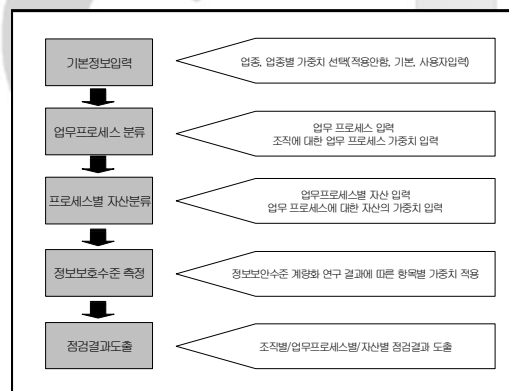 기본정보입력
업종, 업종별 가중치 선택(적용안함, 기본, 사용자입력)
업무프로세스 분류
업무 프로세스 입력
조직에 대한 업무 프로세스 가중치 입력
프로세스별 자산분류
업무프로세스별 자산 입력
업무 프로세스에 대한 자산의 가중치 입력
정보보호수준 측정
정보보안수준 계량화 연구 결과에 따른 항목별 가중치 적용
점검결과도출
조직별/업무프로세스별/자산별 점검결과 도출